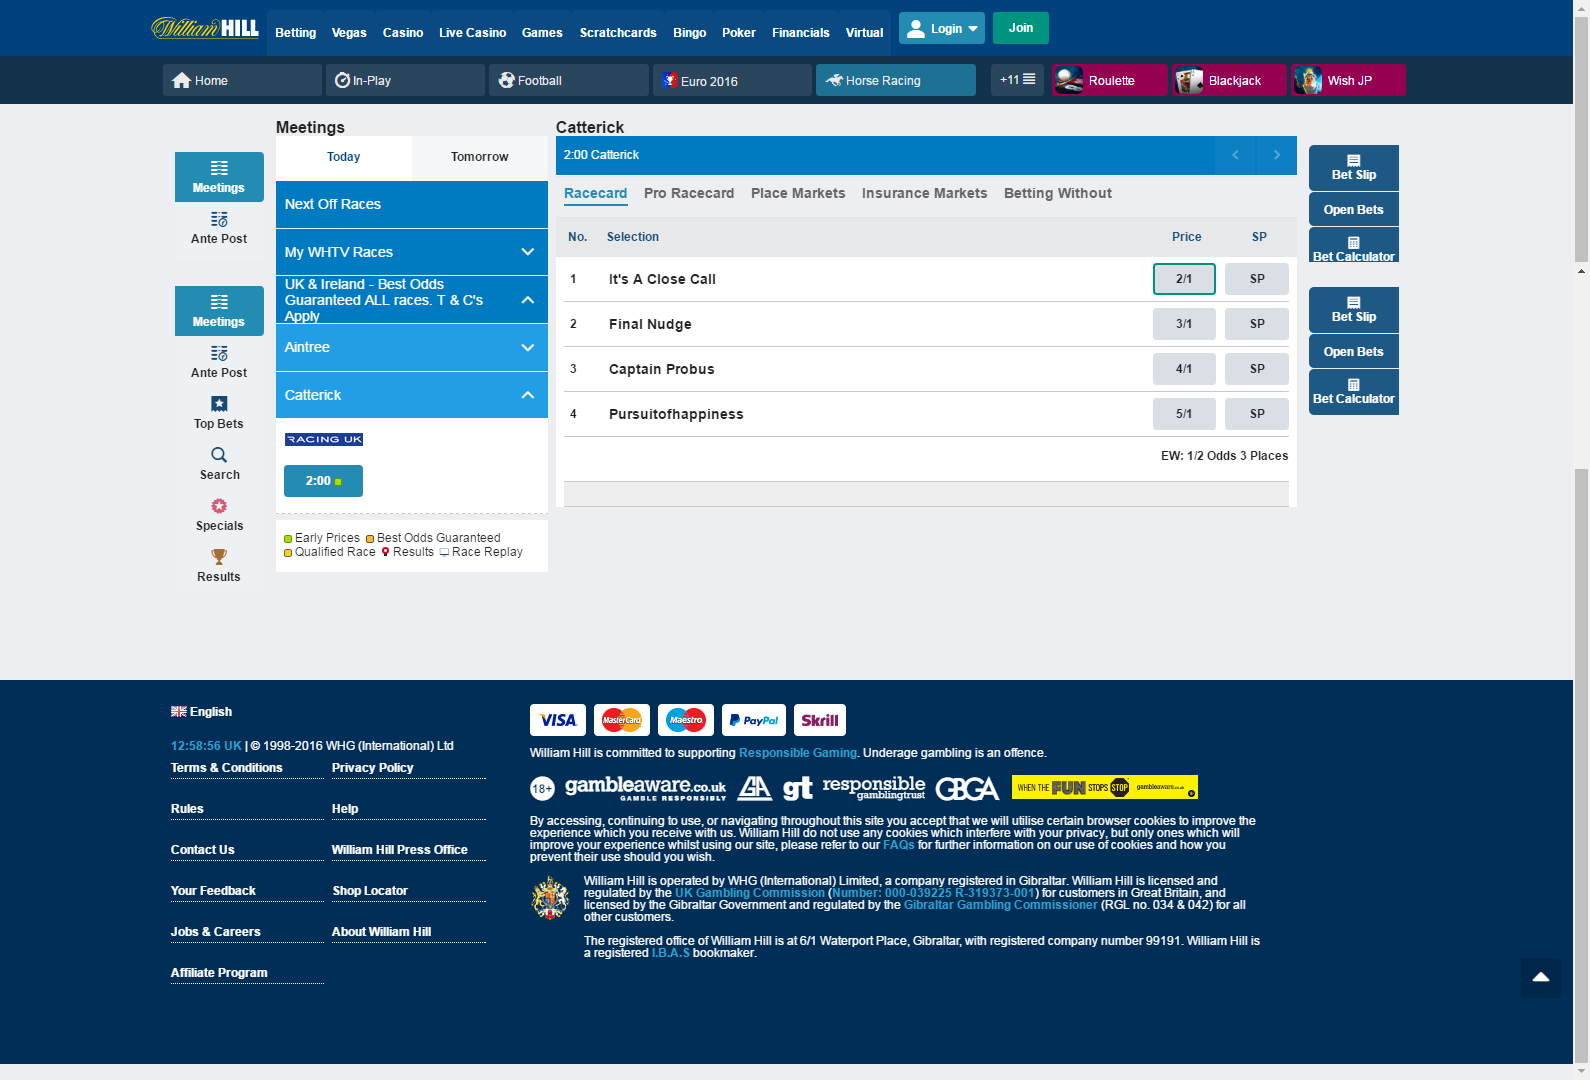 William HILL
Betting Vegas Casino Live Casino Games Scratchcards Bingo Poker Financials Virtual Login Join
Home In-Play Football Euro 2016 Horse Racing +11 Roulette Blackjack Wish JP
Meetings
Ante Post
Meetings
Ante Post
Top Bets
Search
Specials
Results
Meetings
Today Tomorrow
Next Off Races
My WHTV Races
UK & Ireland - Best Odds
Guaranteed ALL races. T & C's
Apply
Aintree
Catterick
RACING UK
2:00
Early Prices Best Odds Guaranteed
Qualified Race Results Race Replay
Catterick
2:00 Catterick
Racecard Pro Racecard Place Markets Insurance Markets Betting Without
No. Selection Price SP
1 It's A Close Call 2/1 SP
2 Final Nudge 3/1 SP
3 Captain Probus 4/1 SP
4 Pursuitofhappiness 5/1 SP
EW: 1/2 Odds 3 Places
Bet Slip
Open Bets
Bet Calculator
Bet Slip
Open Bets
Bet Calculator
English
12:58:56 UK | © 1998-2016 WHG (International) Ltd
Terms & Conditions Privacy Policy
Rules Help
Contact Us William Hill Press Office
Your Feedback Shop Locator
Jobs & Careers About William Hill
Affiliate Program
VISA MasterCard Maestro PayPal Skrill
William Hill is committed to supporting Responsible Gaming. Underage gambling is an offence.
18+ gambleaware.co.uk GAMBLE RESPONSIBLY GA gt responsible gamblingtrust GBGA WHEN THE FUN STOPS STOP gambleaware.co.uk
By accessing, continuing to use, or navigating throughout this site you accept that we will utilise certain browser cookies to improve the
experience which you receive with us. William Hill do not use any cookies which interfere with your privacy, but only ones which will
improve your experience whilst using our site, please refer to our FAQs for further information on our use of cookies and how you
prevent their use should you wish.
William Hill is operated by WHG (International) Limited, a company registered in Gibraltar. William Hill is licensed and
regulated by the UK Gambling Commission (Number: 000-039225 R-319373-001) for customers in Great Britain, and
licensed by the Gibraltar Government and regulated by the Gibraltar Gambling Commissioner (RGL no. 034 & 042) for all
other customers.
The registered office of William Hill is at 6/1 Waterport Place, Gibraltar, with registered company number 99191. William Hill is
a registered I.B.A.S bookmaker.